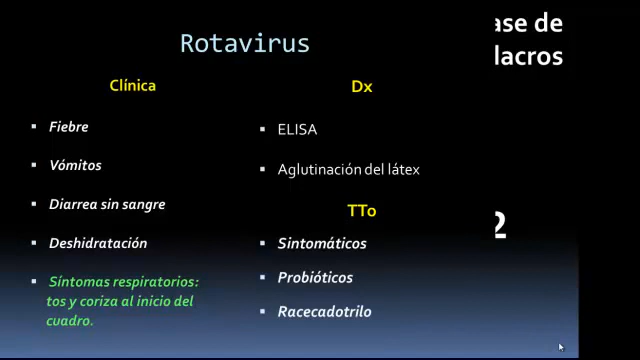 Rotavirus
Clínica
Fiebre
Vómitos
Diarrea sin sangre
Deshidratación
Síntomas respiratorios:
tos y coriza al inicio del
cuadro.
Dx
ELISA
Aglutinación del látex
TTo
Sintomáticos
Probióticos
Racecadotrilo
ase de
lacros
2